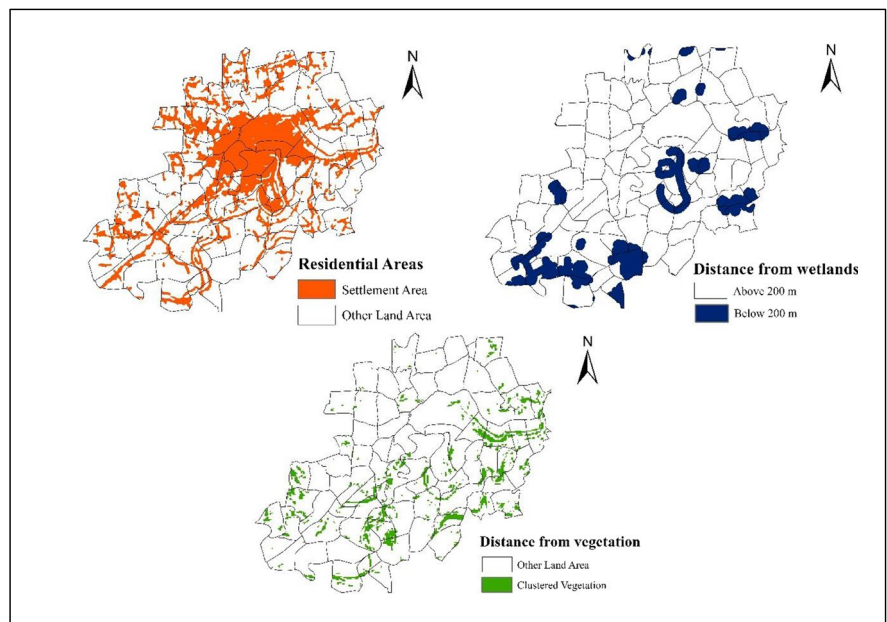 N
N
Residential Areas
Settlement Area
Other Land Area
Distance from wetlands
Above 200 m
Below 200 m
N
Distance from vegetation
Other Land Area
Clustered Vegetation